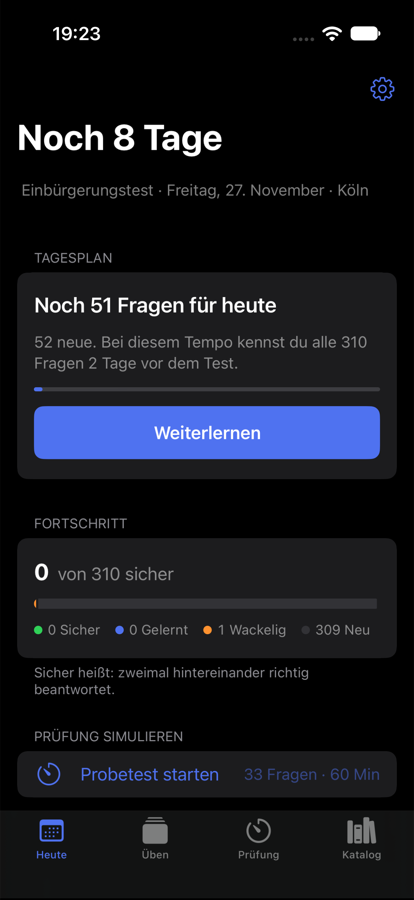 19:23
Noch 8 Tage
Einbürgerungstest · Freitag, 27. November · Köln
TAGESPLAN
Noch 51 Fragen für heute
52 neue. Bei diesem Tempo kennst du alle 310
Fragen 2 Tage vor dem Test.
Weiterlernen
FORTSCHRITT
0 von 310 sicher
0 Sicher 0 Gelernt 1 Wackelig 309 Neu
Sicher heißt: zweimal hintereinander richtig
beantwortet.
PRÜFUNG SIMULIEREN
Probetest starten 33 Fragen · 60 Min
Heute Üben Prüfung Katalog